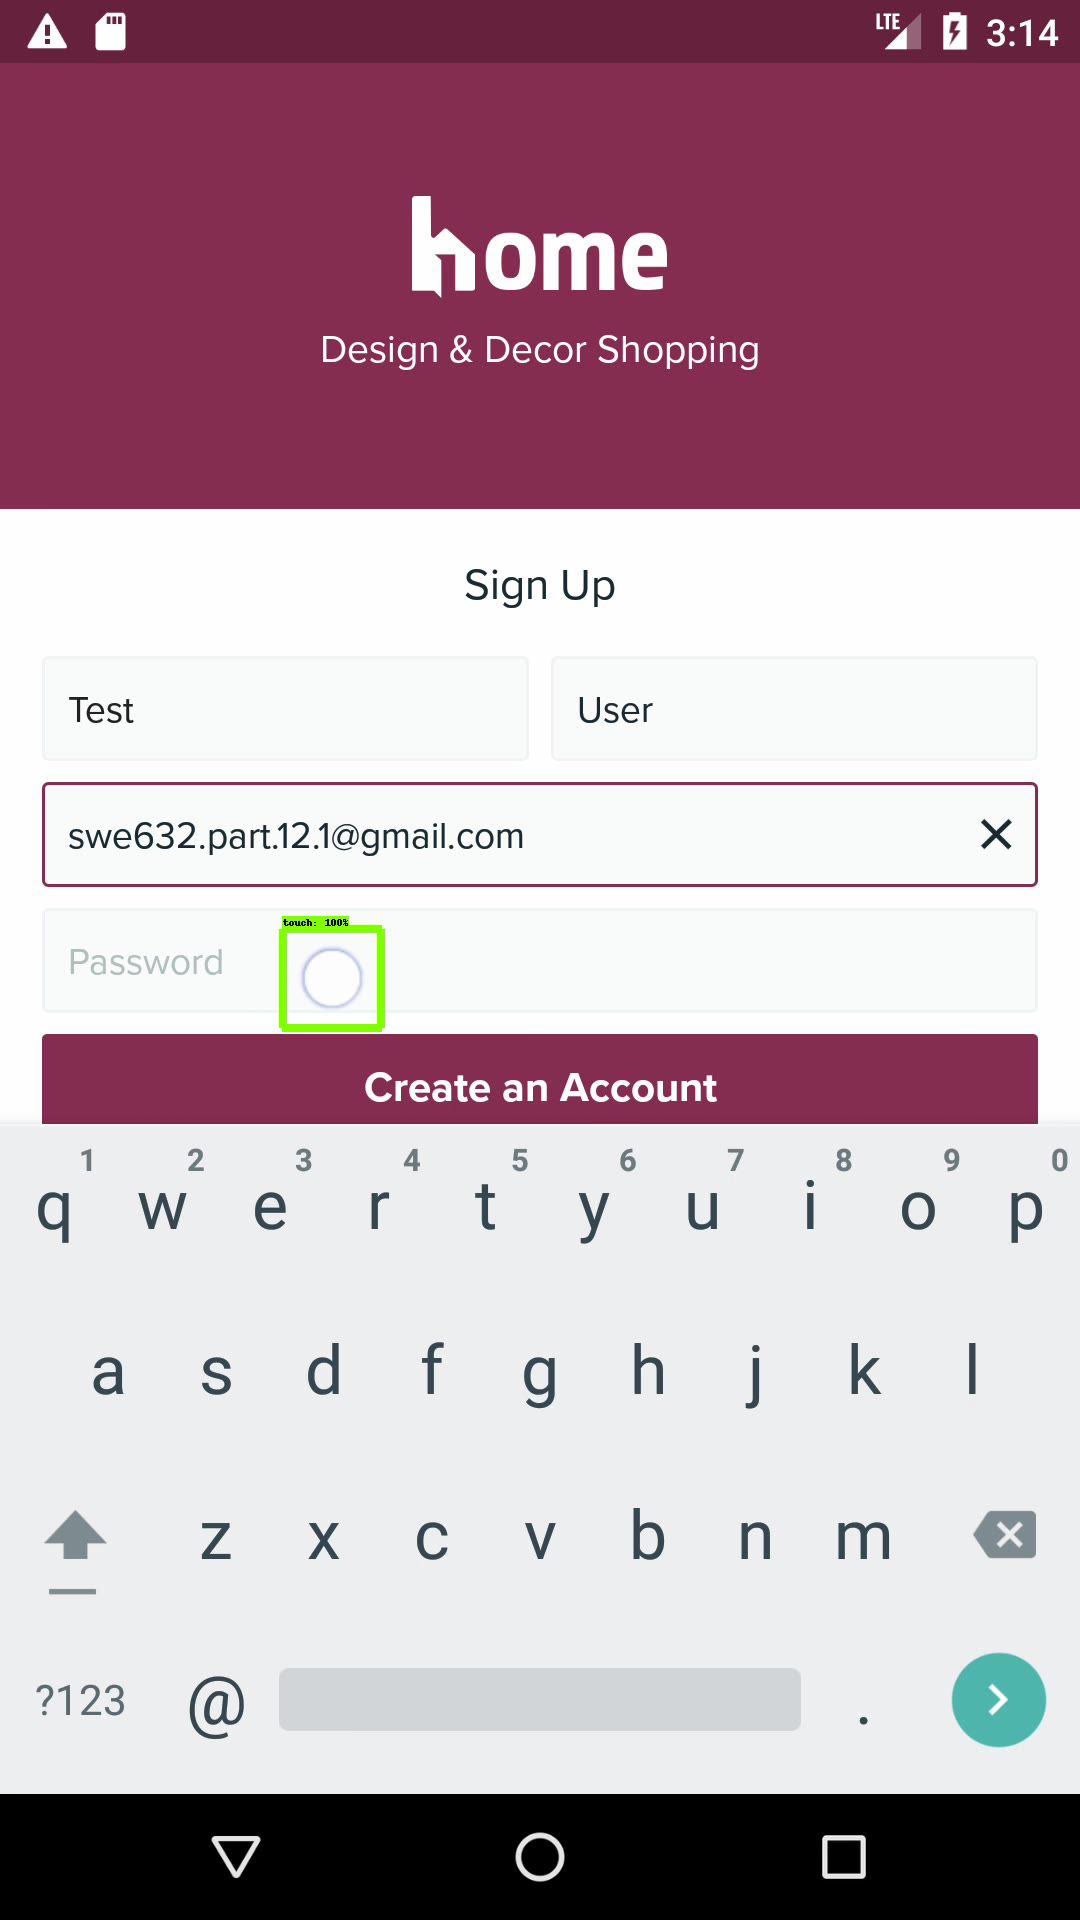 LTE 3:14
home
Design & Decor Shopping
Sign Up
Test User
swe632.part.12.1@gmail.com
touch: 100%
Password
Create an Account
1 2 3 4 5 6 7 8 9 0
q w e r t y u i o p
a s d f g h j k l
z x c v b n m
?123 @ .